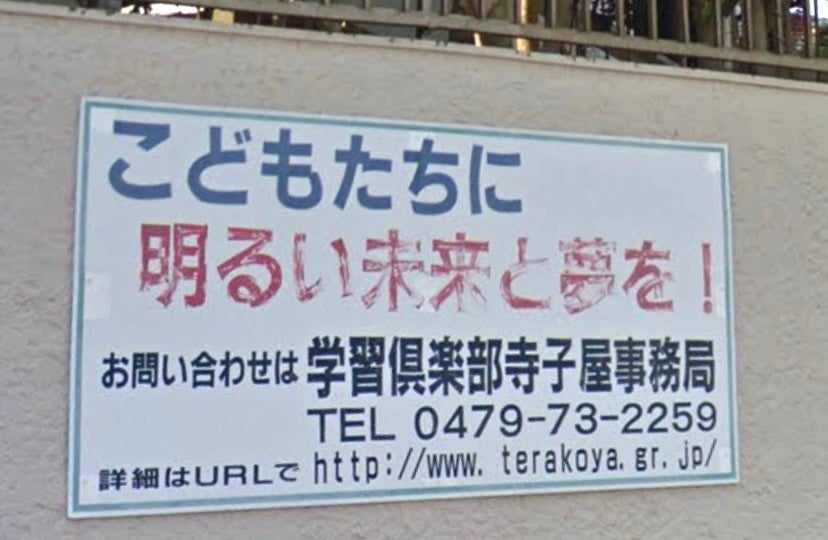 こどもたちに
明るい未来と夢を!
お問い合わせは 学習倶楽部寺子屋事務局
TEL 0479-73-2259
詳細はURLで http://www.terakoya.gr.jp/